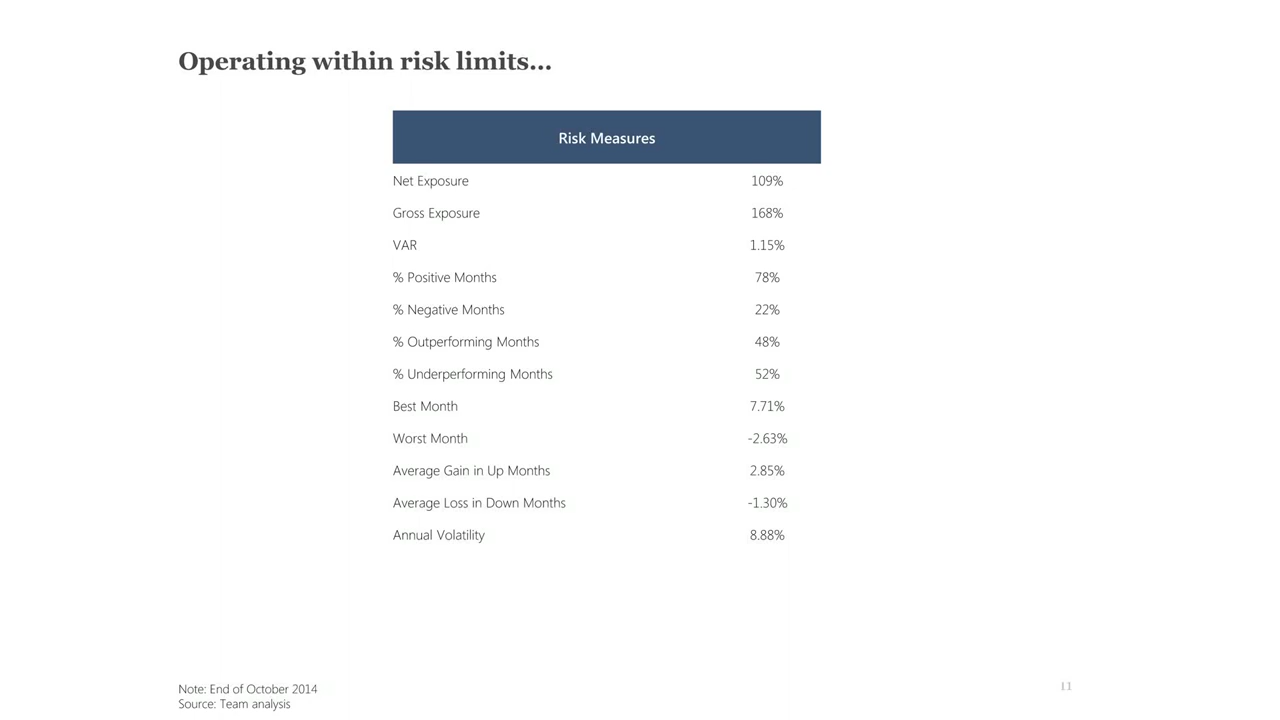 Operating within risk limits...
Risk Measures
Net Exposure 109%
Gross Exposure 168%
VAR 1.15%
% Positive Months 78%
% Negative Months 22%
% Outperforming Months 48%
% Underperforming Months 52%
Best Month 7.71%
Worst Month -2.63%
Average Gain in Up Months 2.85%
Average Loss in Down Months -1.30%
Annual Volatility 8.88%
Note: End of October 2014
Source: Team analysis
11